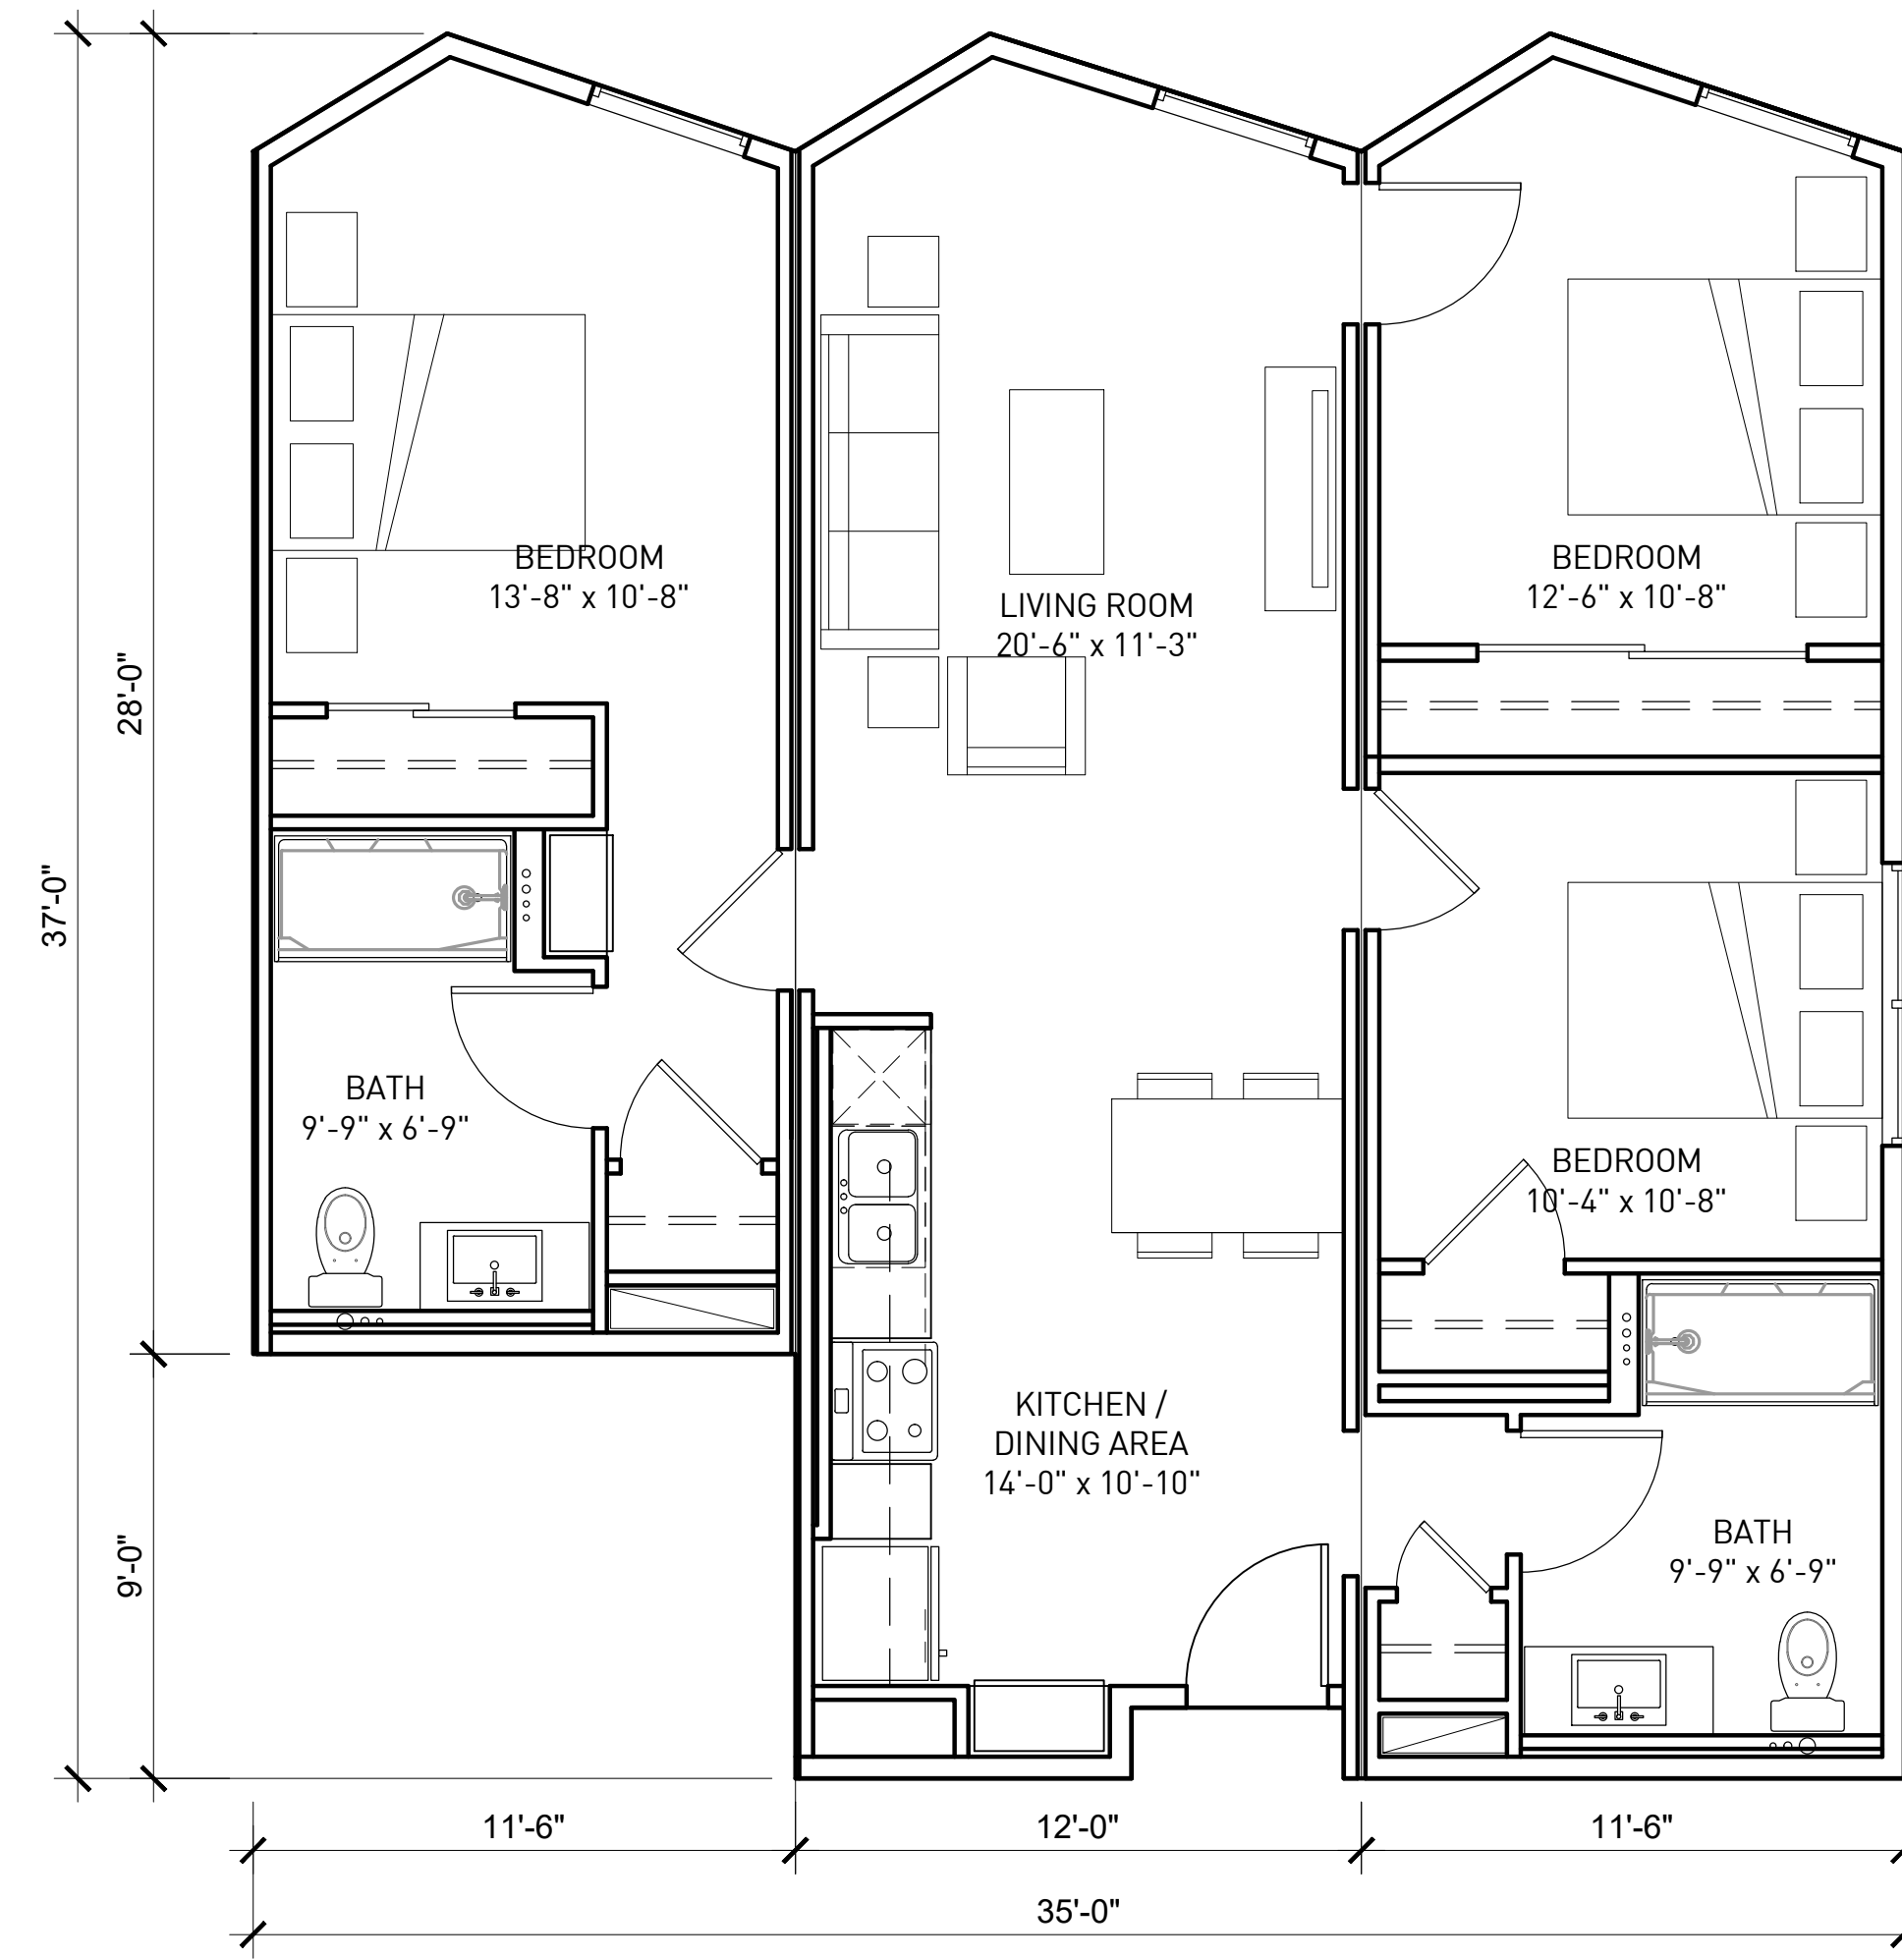 BEDROOM
13'-8" x 10'-8"
LIVING ROOM
20'-6" x 11'-3"
BEDROOM
12'-6" x 10'-8"
28'-0"
37'-0"
BATH
9'-9" x 6'-9"
BEDROOM
10'-4" x 10'-8"
KITCHEN /
DINING AREA
14'-0" x 10'-10"
BATH
9'-9" x 6'-9"
9'-0"
11'-6"
12'-0"
11'-6"
35'-0"